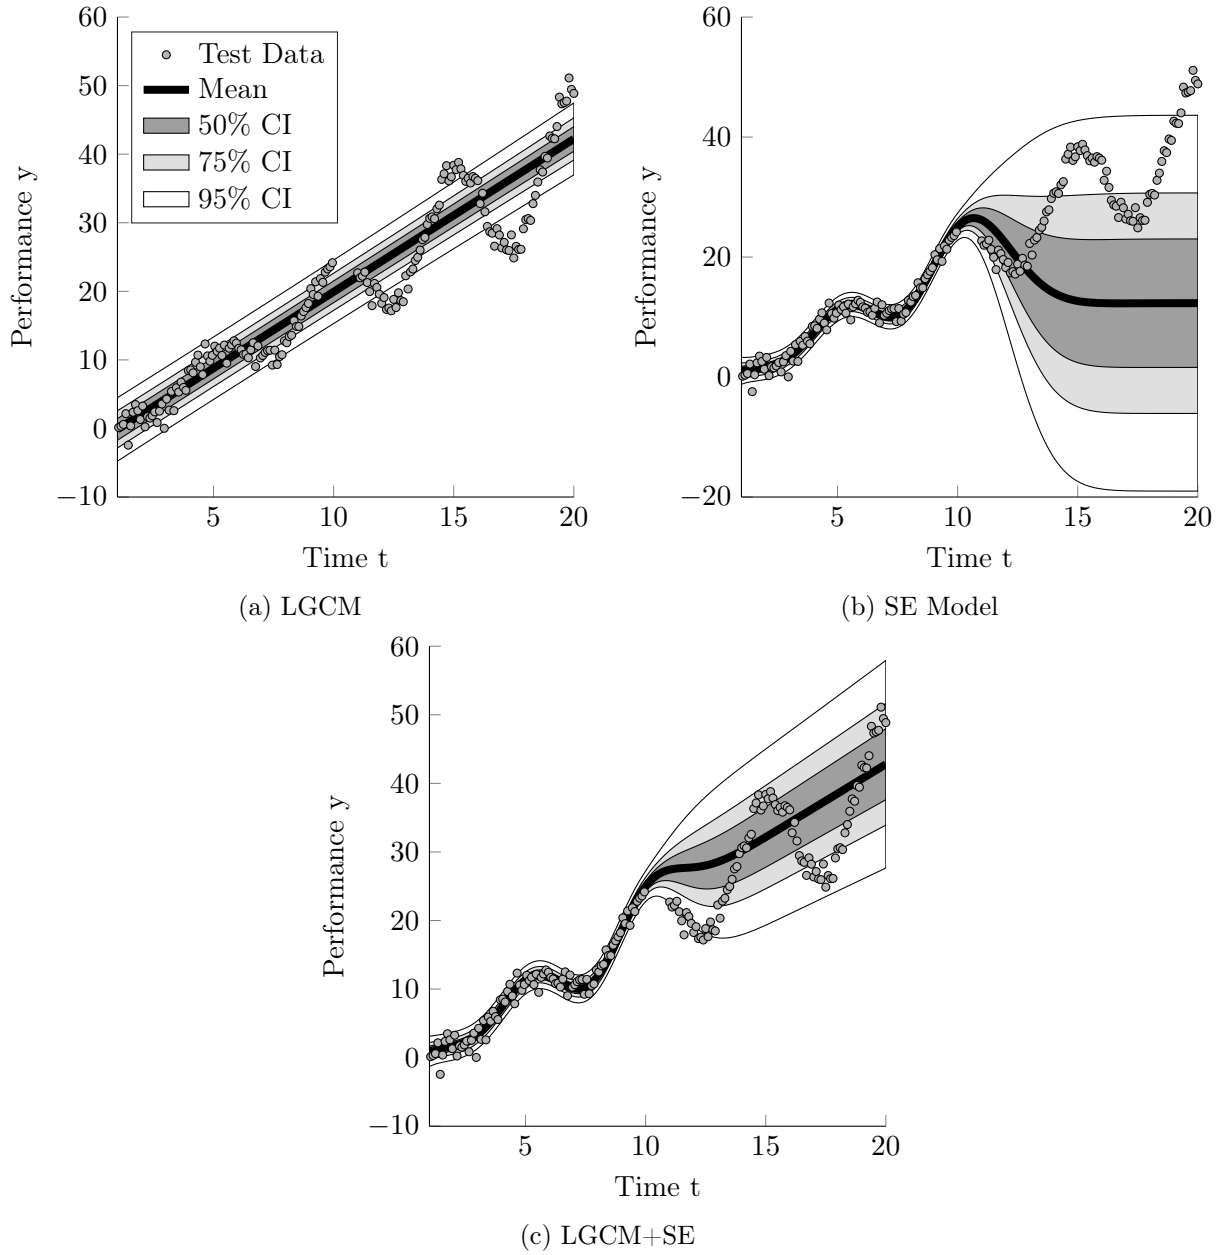 60
50
40
30
20
10
0
−10
Performance y
Test Data
Mean
50% CI
75% CI
95% CI
5
10
15
20
Time t
(a) LGCM
60
40
20
0
−20
Performance y
5
10
15
20
Time t
(b) SE Model
60
50
40
30
20
10
0
−10
Performance y
5
10
15
20
Time t
(c) LGCM+SE